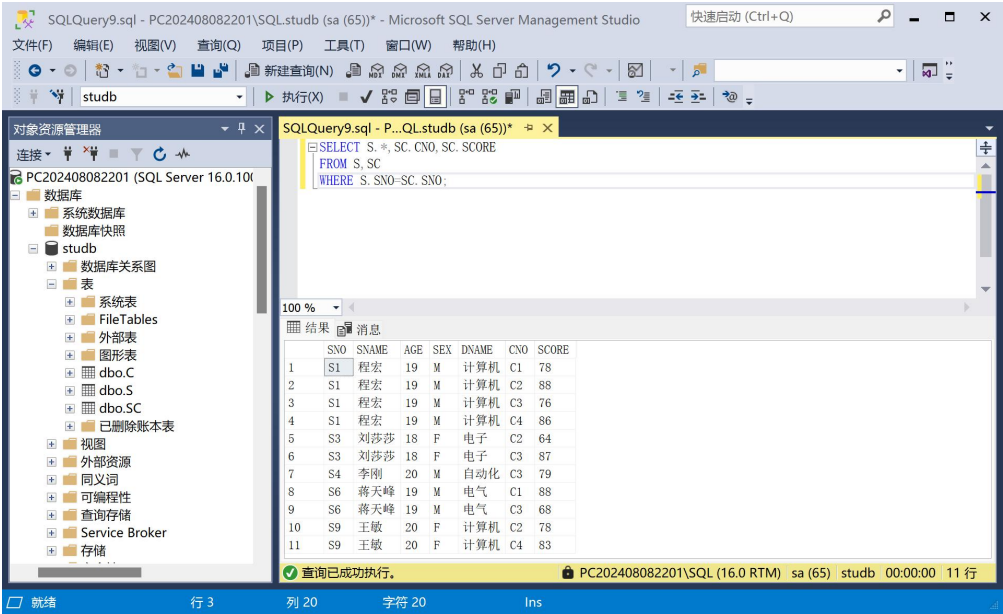 SQLQuery9.sql - PC202408082201\SQL.studb (sa (65))* - Microsoft SQL Server Management Studio
快速启动 (Ctrl+Q)
文件(F) 编辑(E) 视图(V) 查询(Q) 项目(P) 工具(T) 窗口(W) 帮助(H)
新建查询(N) MDX DMX XMLA DAX
studb 执行(X)
对象资源管理器
SQLQuery9.sql - P...QL.studb (sa (65))*
连接
PC202408082201 (SQL Server 16.0.100
数据库
系统数据库
数据库快照
studb
数据库关系图
表
系统表
FileTables
外部表
图形表
dbo.C
dbo.S
dbo.SC
已删除账本表
视图
外部资源
同义词
可编程性
查询存储
Service Broker
存储
SELECT S.*,SC.CNO,SC.SCORE
FROM S,SC
WHERE S.SNO=SC.SNO;
100 %
结果 消息
SNO SNAME AGE SEX DNAME CNO SCORE
1 S1 程宏 19 M 计算机 C1 78
2 S1 程宏 19 M 计算机 C2 88
3 S1 程宏 19 M 计算机 C3 76
4 S1 程宏 19 M 计算机 C4 86
5 S3 刘莎莎 18 F 电子 C2 64
6 S3 刘莎莎 18 F 电子 C3 87
7 S4 李刚 20 M 自动化 C3 79
8 S6 蒋天峰 19 M 电气 C1 88
9 S6 蒋天峰 19 M 电气 C3 68
10 S9 王敏 20 F 计算机 C2 78
11 S9 王敏 20 F 计算机 C4 83
查询已成功执行。 PC202408082201\SQL (16.0 RTM) sa (65) studb 00:00:00 11 行
就绪 行 3 列 20 字符 20 Ins